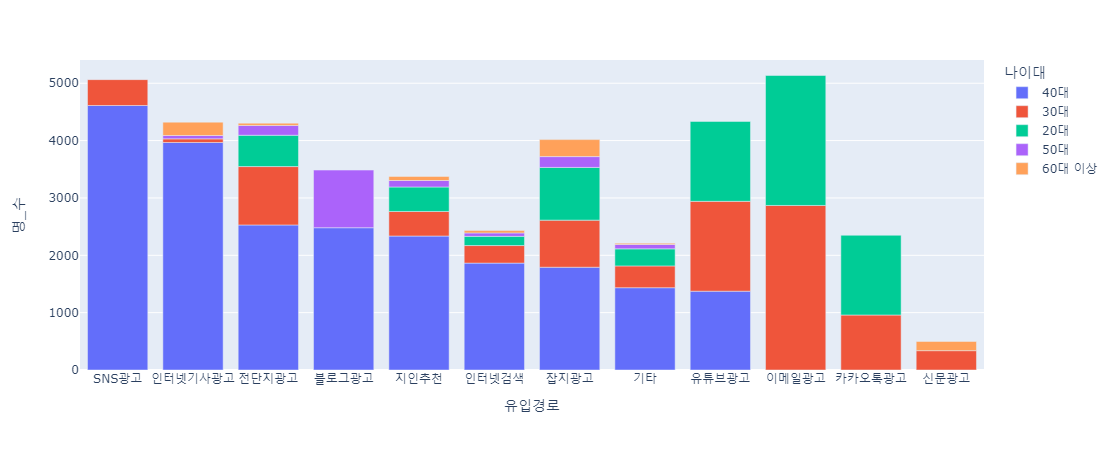 나이대
40대
30대
20대
50대
60대 이상
명_수
5000
4000
3000
2000
1000
0
SNS광고 인터넷기사광고 전단지광고 블로그광고 지인추천 인터넷검색 잡지광고 기타 유튜브광고 이메일광고 카카오톡광고 신문광고
유입경로